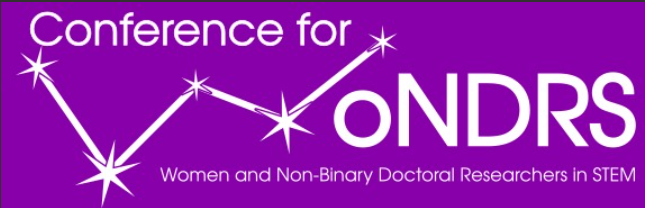 Conference for
WoNDRS
Women and Non-Binary Doctoral Researchers in STEM